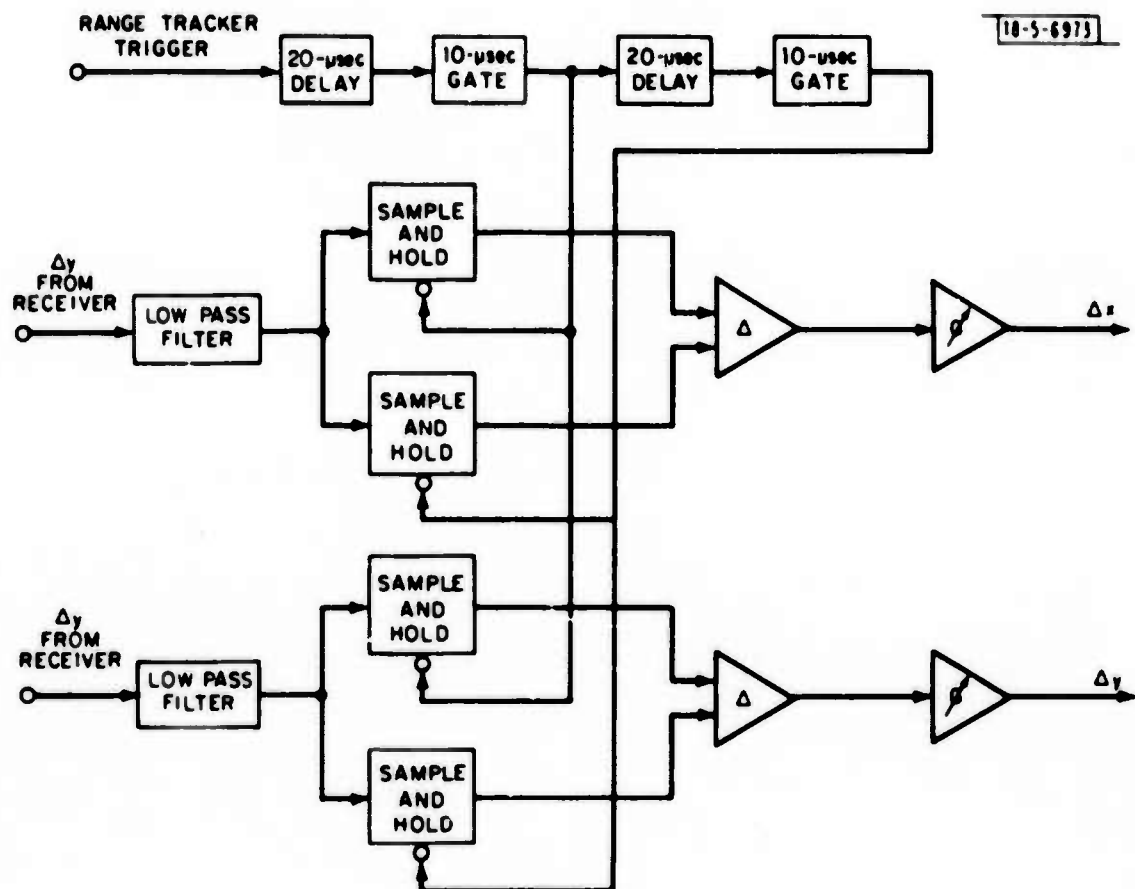 RANGE TRACKER
TRIGGER
18-5-6973
20-μsec
DELAY
10-μsec
GATE
20-μsec
DELAY
10-μsec
GATE
SAMPLE
AND
HOLD
Δy
FROM
RECEIVER
LOW PASS
FILTER
Δ
ϕ
Δx
SAMPLE
AND
HOLD
SAMPLE
AND
HOLD
Δy
FROM
RECEIVER
LOW PASS
FILTER
Δ
ϕ
Δy
SAMPLE
AND
HOLD